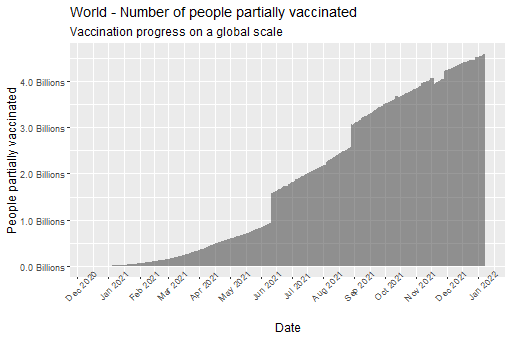 World - Number of people partially vaccinated
Vaccination progress on a global scale
People partially vaccinated
4.0 Billions
3.0 Billions
2.0 Billions
1.0 Billions
0.0 Billions
Dec 2020
Jan 2021
Feb 2021
Mar 2021
Apr 2021
May 2021
Jun 2021
Jul 2021
Aug 2021
Sep 2021
Oct 2021
Nov 2021
Dec 2021
Jan 2022
Date